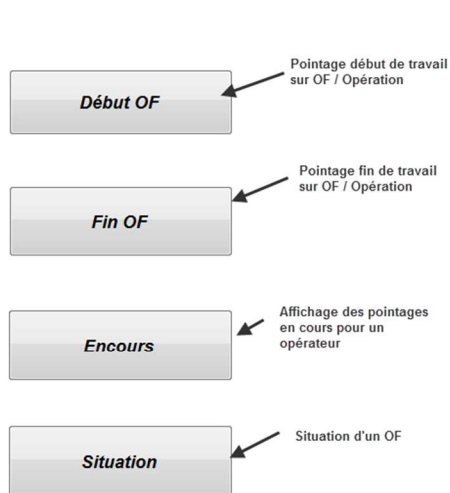 Pointage début de travail
sur OF / Opération
Début OF
Pointage fin de travail
sur OF / Opération
Fin OF
Affichage des pointages
en cours pour un
opérateur
Encours
Situation d'un OF
Situation